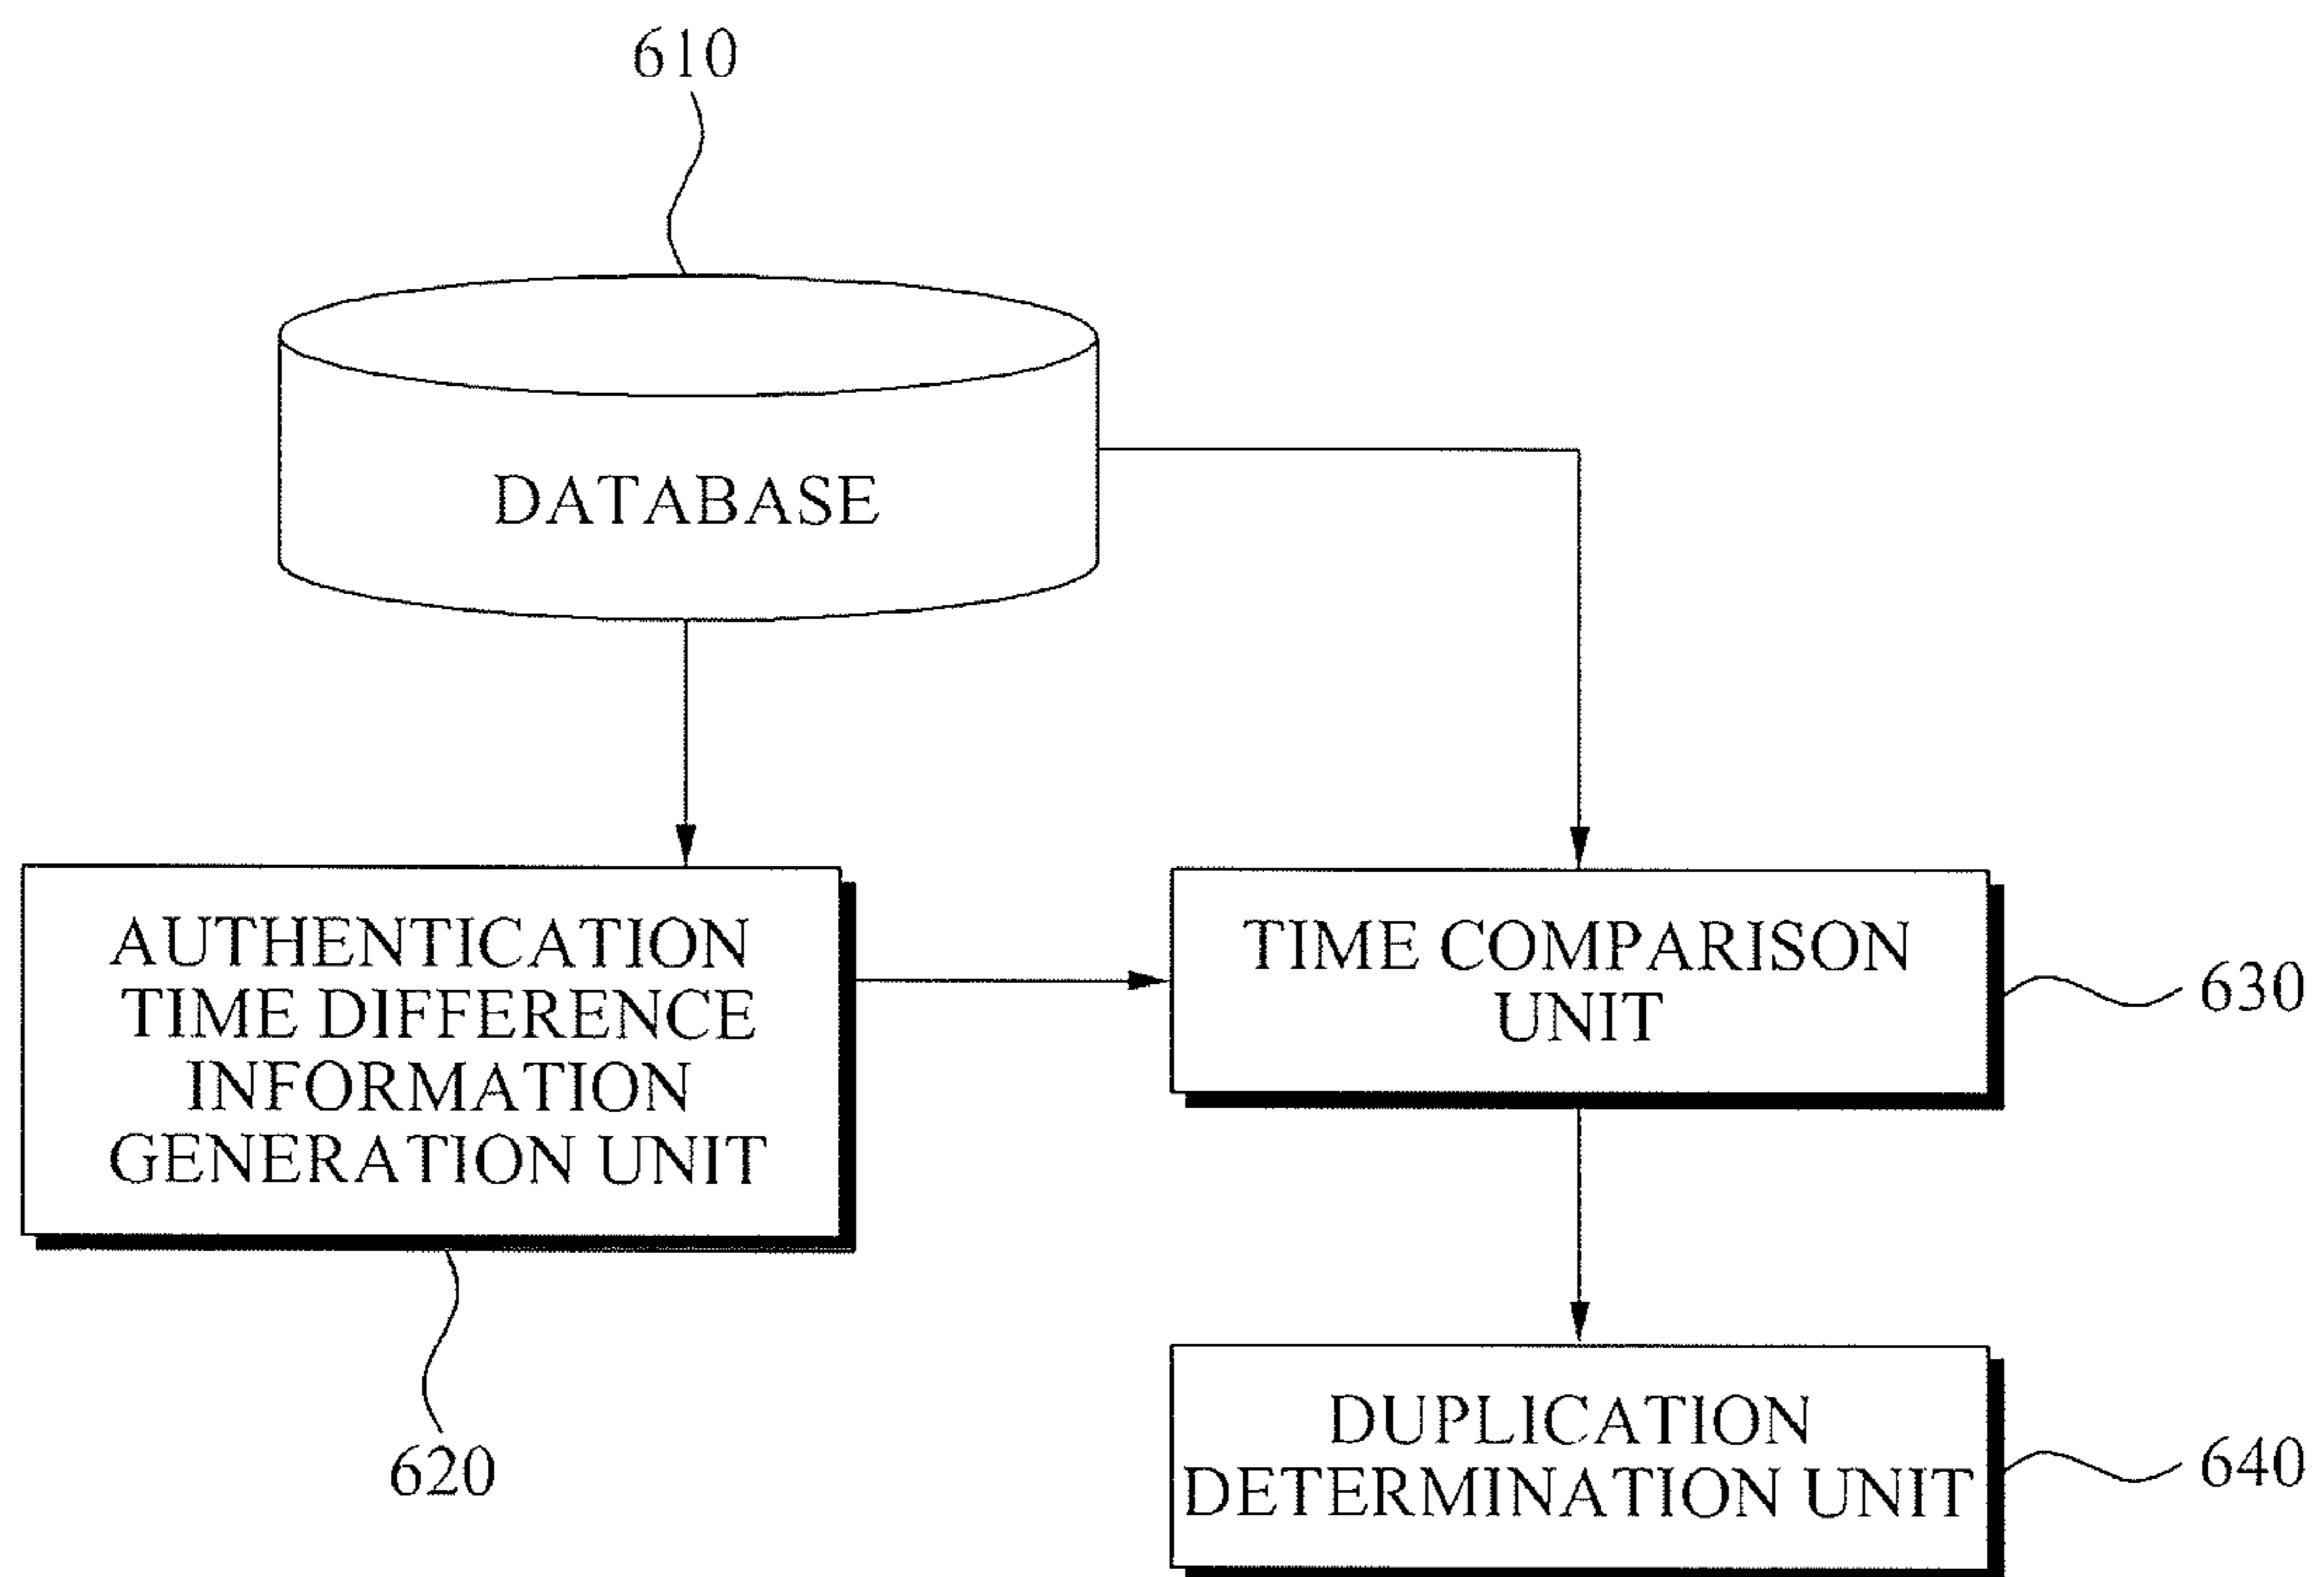 610
DATABASE
AUTHENTICATION
TIME DIFFERENCE
INFORMATION
GENERATION UNIT
620
TIME COMPARISON
UNIT
630
DUPLICATION
DETERMINATION UNIT
640